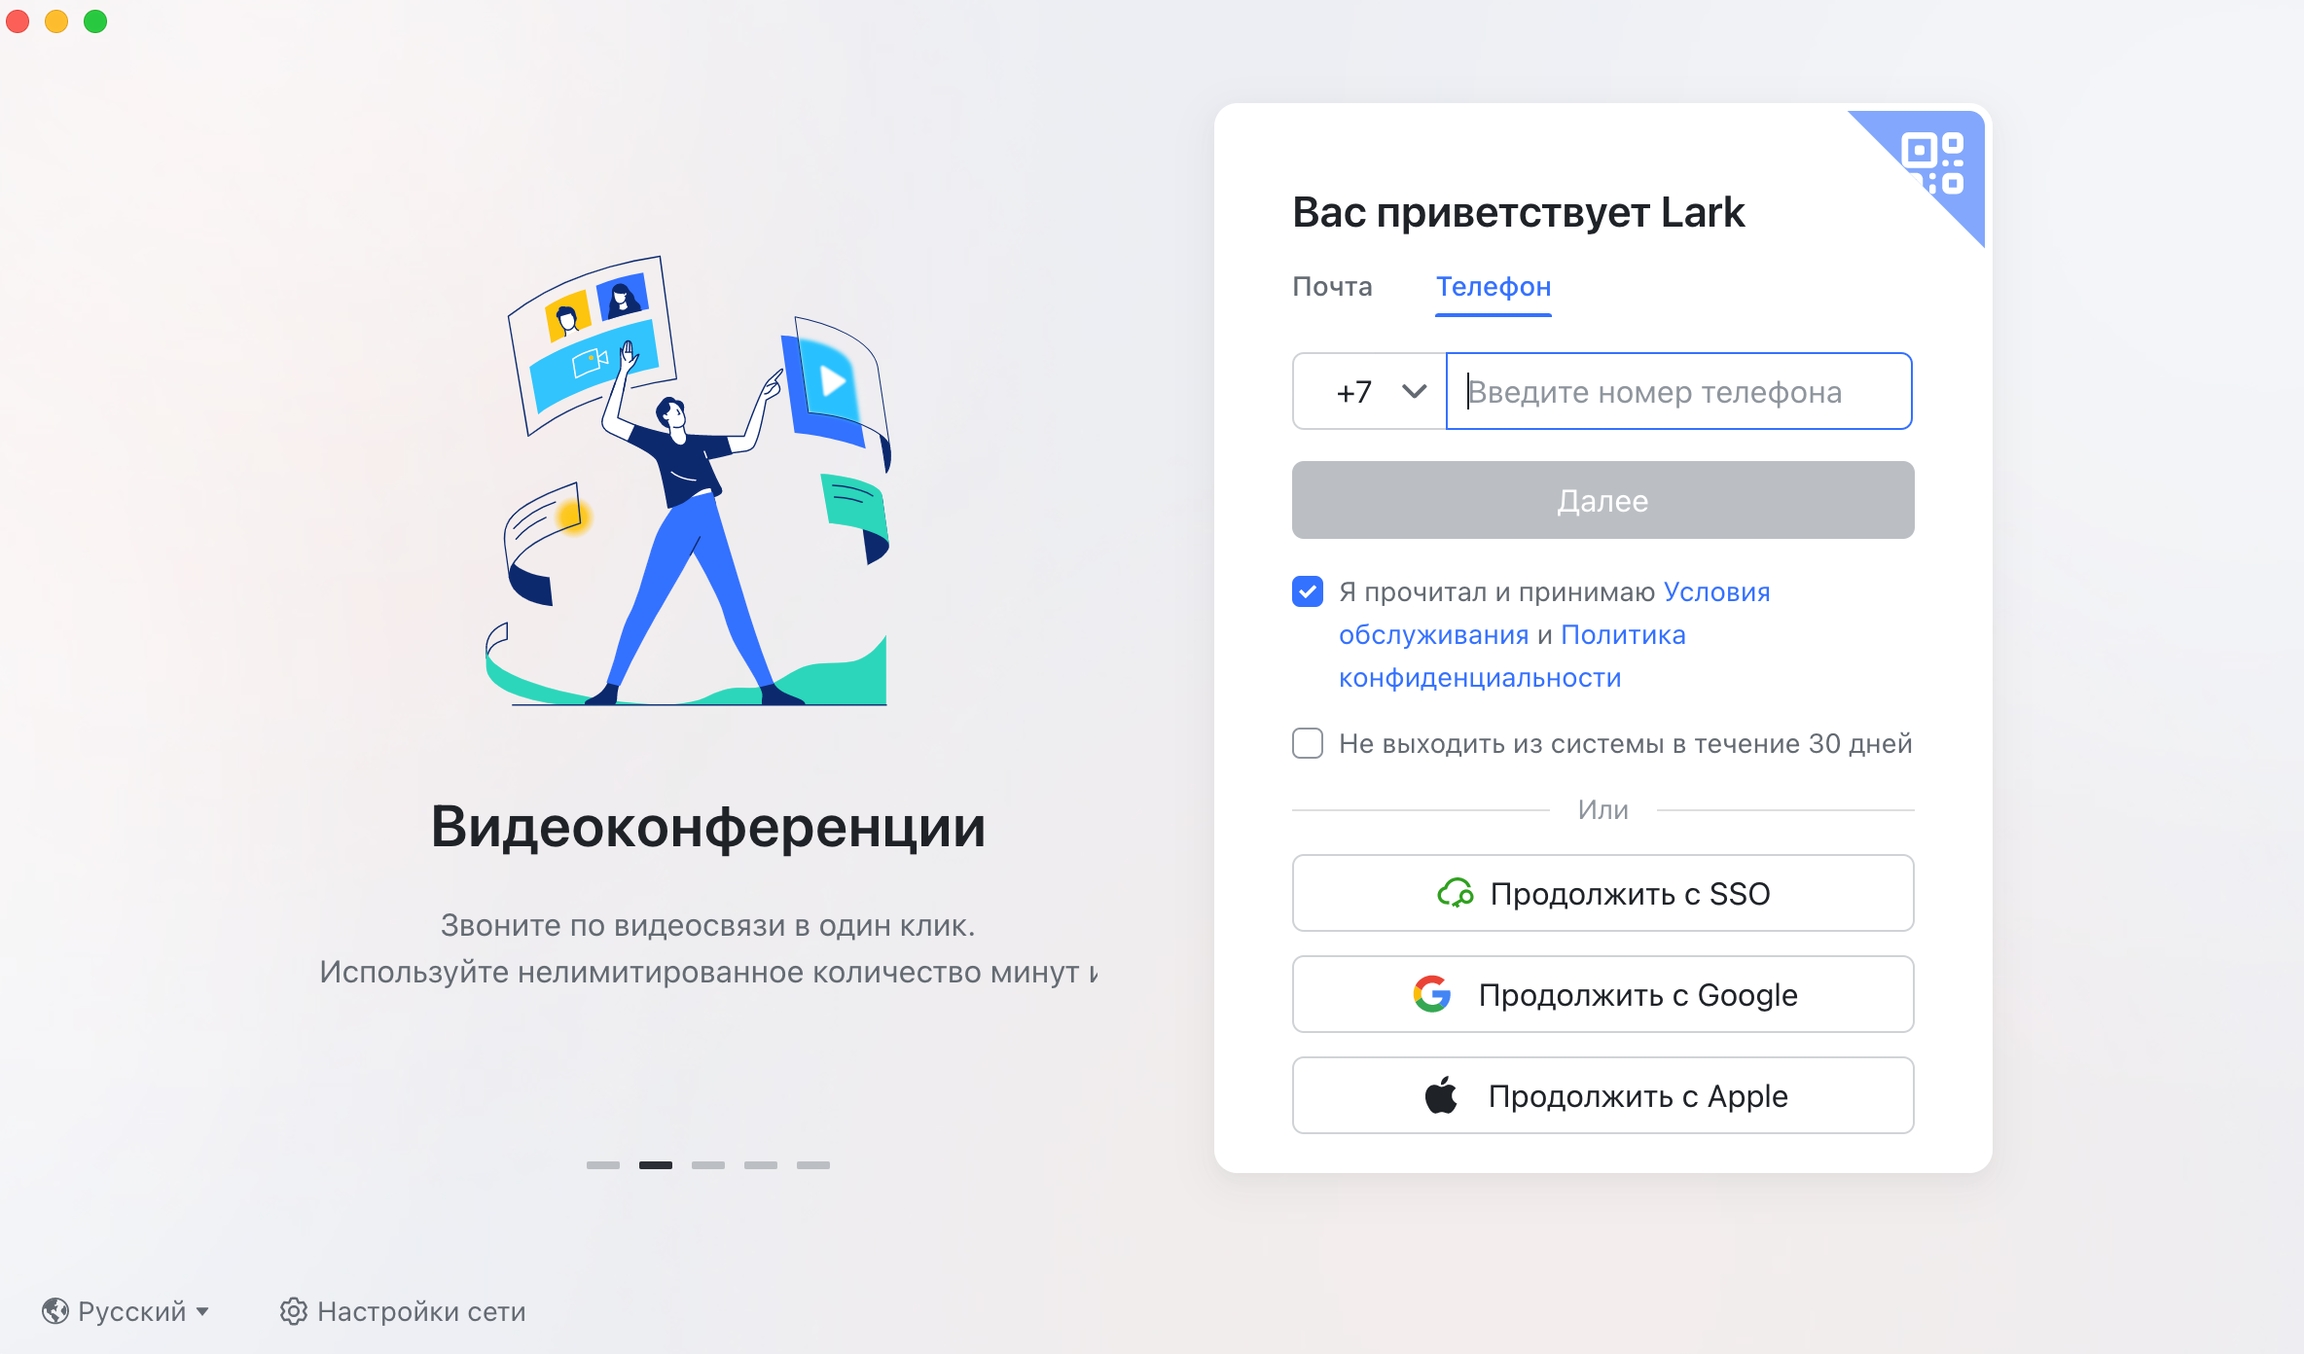 Вас приветствует Lark
Почта
Телефон
+7
Введите номер телефона
Далее
Я прочитал и принимаю Условия
обслуживания и Политика
конфиденциальности
Не выходить из системы в течение 30 дней
Или
Продолжить с SSO
Продолжить с Google
Продолжить с Apple
Видеоконференции
Звоните по видеосвязи в один клик.
Используйте нелимитированное количество минут и
Русский
Настройки сети